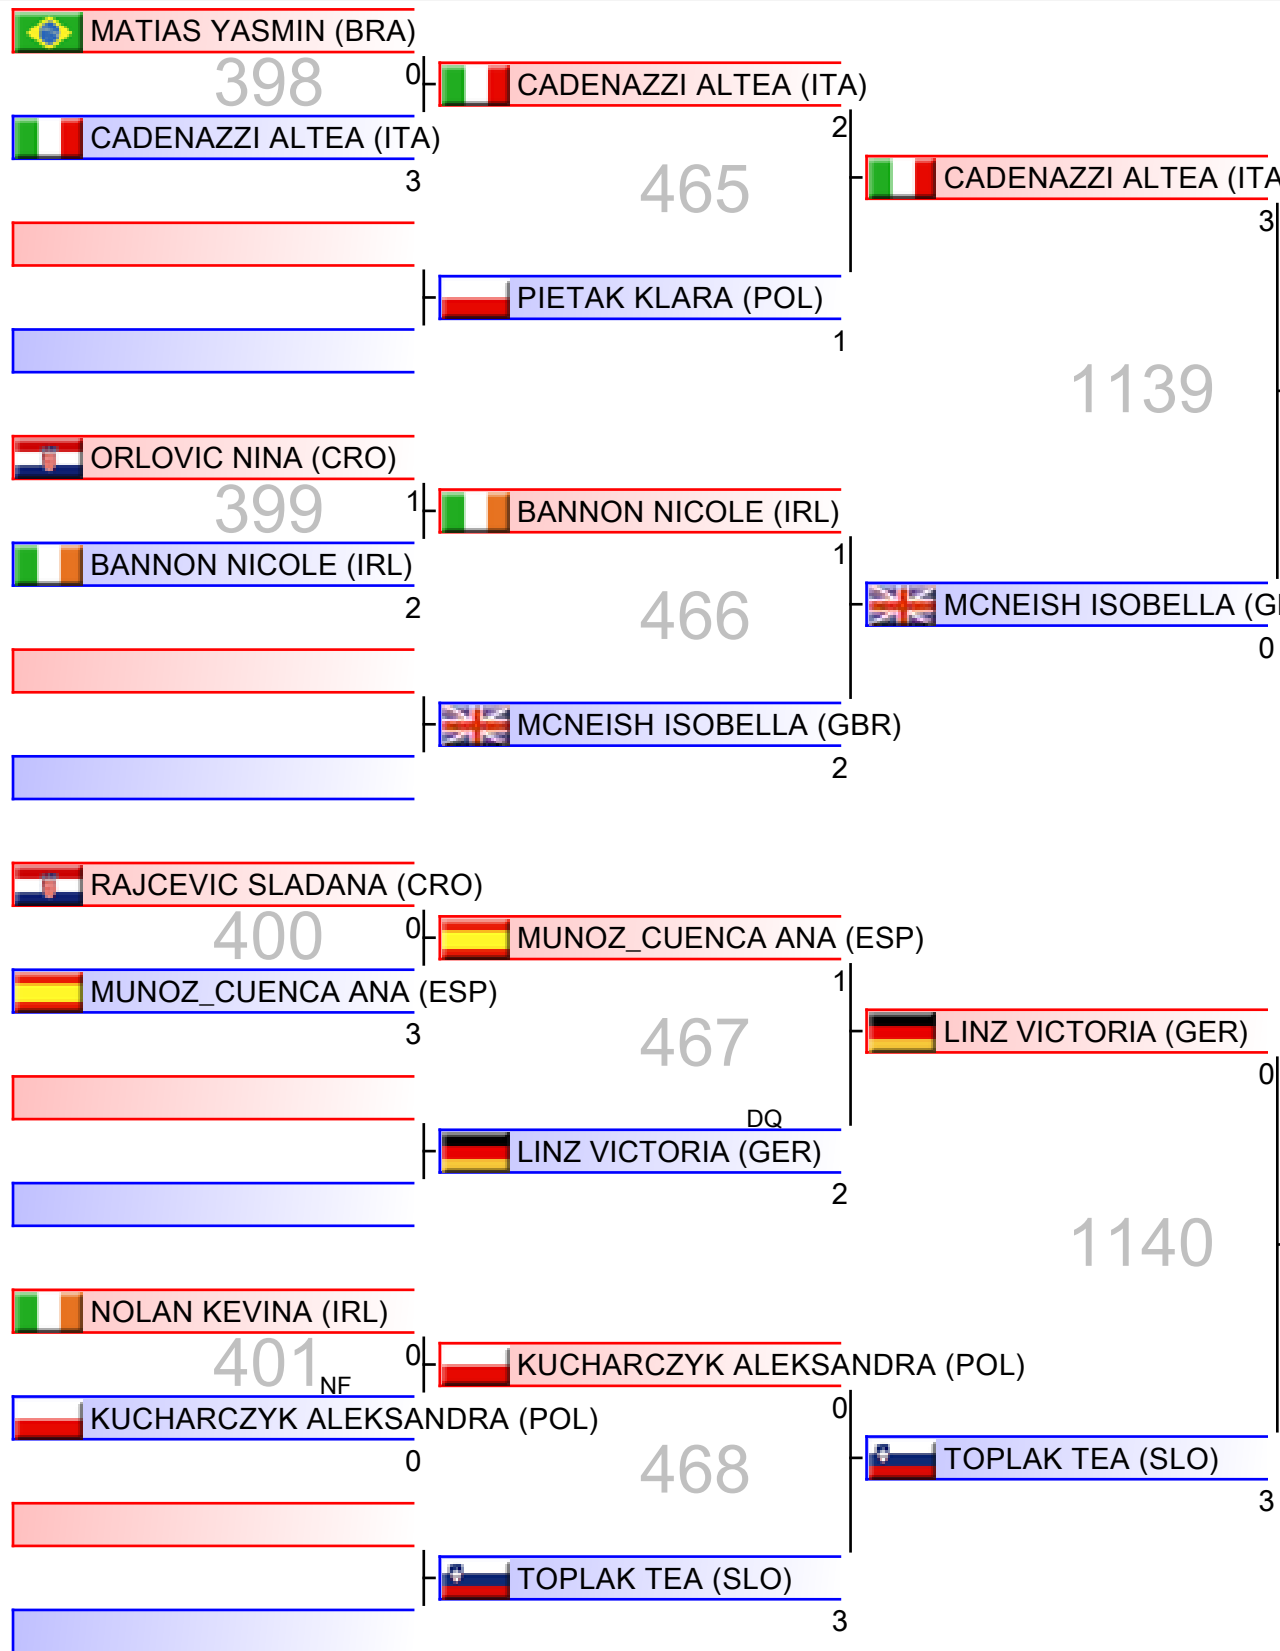 MATIAS YASMIN (BRA)
398
0
CADENAZZI ALTEA (ITA)
3
CADENAZZI ALTEA (ITA)
2
465
PIETAK KLARA (POL)
1
CADENAZZI ALTEA (ITA
3
1139
ORLOVIC NINA (CRO)
399
1
BANNON NICOLE (IRL)
2
BANNON NICOLE (IRL)
1
466
MCNEISH ISOBELLA (GBR)
2
MCNEISH ISOBELLA (G
0
RAJCEVIC SLADANA (CRO)
400
0
MUNOZ_CUENCA ANA (ESP)
3
MUNOZ_CUENCA ANA (ESP)
1
467
DQ
LINZ VICTORIA (GER)
2
LINZ VICTORIA (GER)
0
1140
NOLAN KEVINA (IRL)
401
0
NF
KUCHARCZYK ALEKSANDRA (POL)
0
KUCHARCZYK ALEKSANDRA (POL)
0
468
TOPLAK TEA (SLO)
3
TOPLAK TEA (SLO)
3